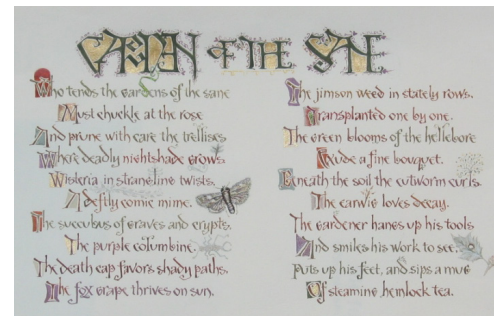 GARDEN OF THE SANE
Who tends the gardens of the sane
Must chuckle at the rose
And prune with care the trellises
Where deadly nightshade grows.
Wisteria in strangling twists.
A deftly comic mime.
The succubus of graves and crypts.
The purple columbine.
The death cap favors shady paths.
The fox grape thrives on sun.
The jimson weed in stately rows.
Transplanted one by one.
The green blooms of the hellebore
Exude a fine bouquet.
Beneath the soil the cutworm curls.
The earwig loves decay.
The gardener hangs up his tools
And smiles his work to see.
Puts up his feet, and sips a mug
Of steaming hemlock tea.